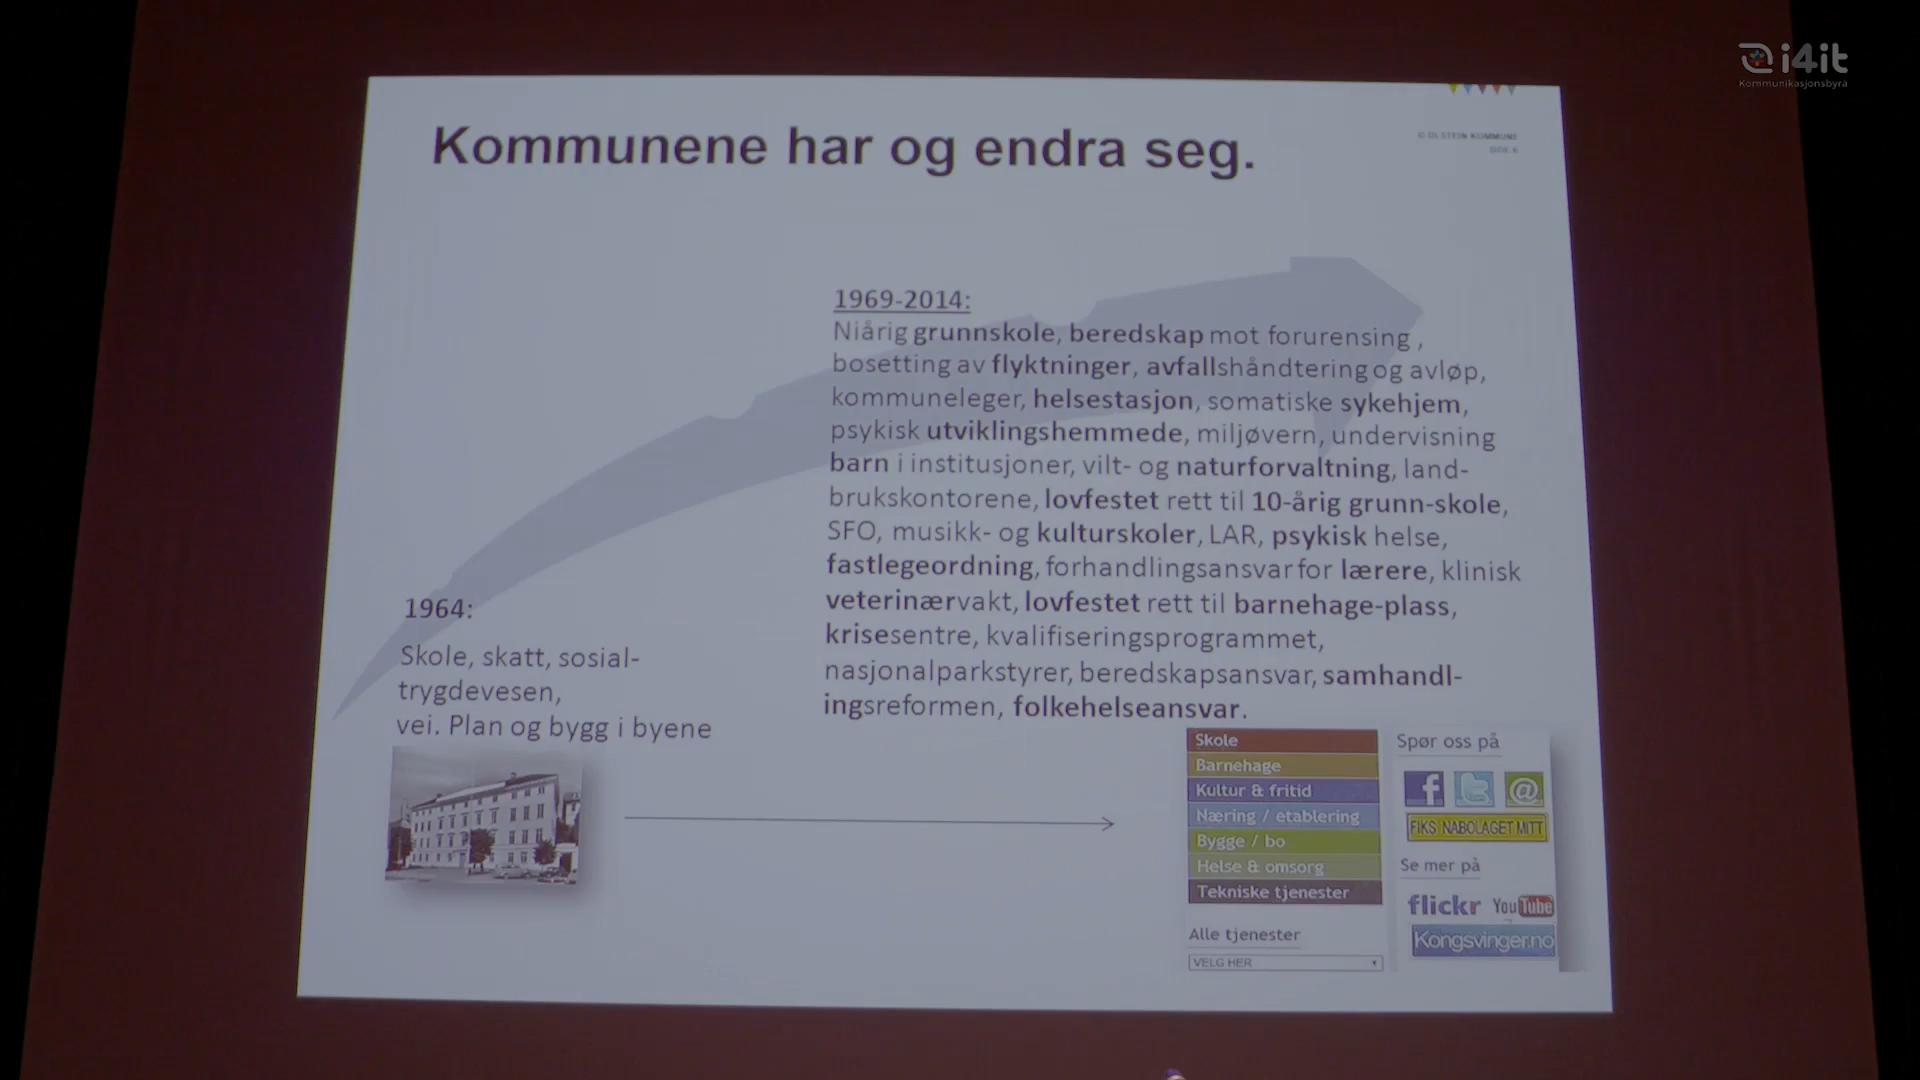 i4it
Kommunikasjonsbyrå
© ULSTEIN KOMMUNE
SIDE 6
Kommunene har og endra seg.
1969-2014:
Niårig grunnskole, beredskap mot forurensing ,
bosetting av flyktninger, avfallshåndtering og avløp,
kommuneleger, helsestasjon, somatiske sykehjem,
psykisk utviklingshemmede, miljøvern, undervisning
barn i institusjoner, vilt- og naturforvaltning, land-
brukskontorene, lovfestet rett til 10-årig grunn-skole,
SFO, musikk- og kulturskoler, LAR, psykisk helse,
fastlegeordning, forhandlingsansvar for lærere, klinisk
veterinærvakt, lovfestet rett til barnehage-plass,
krisesentre, kvalifiseringsprogrammet,
nasjonalparkstyrer, beredskapsansvar, samhandl-
ingsreformen, folkehelseansvar.
1964:
Skole, skatt, sosial-
trygdevesen,
vei. Plan og bygg i byene
Skole
Barnehage
Kultur & fritid
Næring / etablering
Bygge / bo
Helse & omsorg
Tekniske tjenester
Alle tjenester
VELG HER
Spør oss på
f
t
@
FIKS NABOLAGET MITT
Se mer på
flickr YouTube
Kongsvinger.no